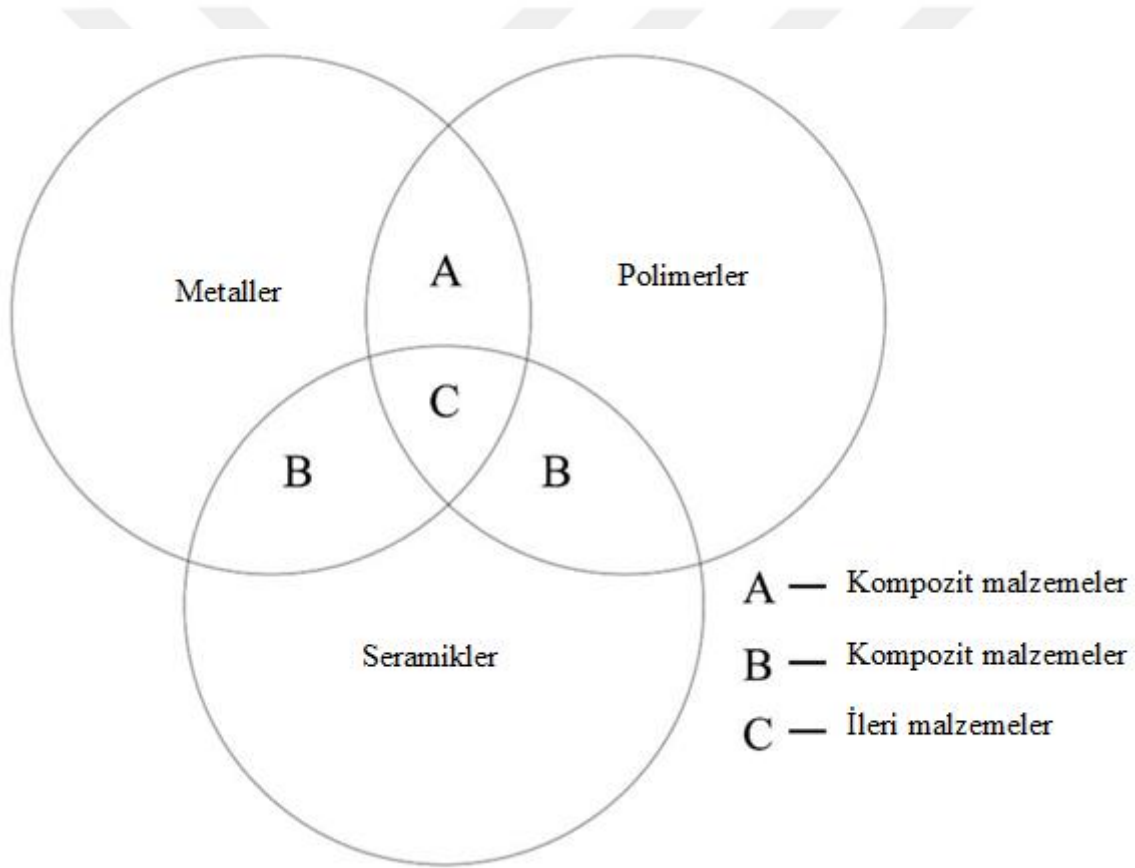 Metaller
A
Polimerler
C
B
B
Seramikler
A — Kompozit malzemeler
B — Kompozit malzemeler
C — İleri malzemeler